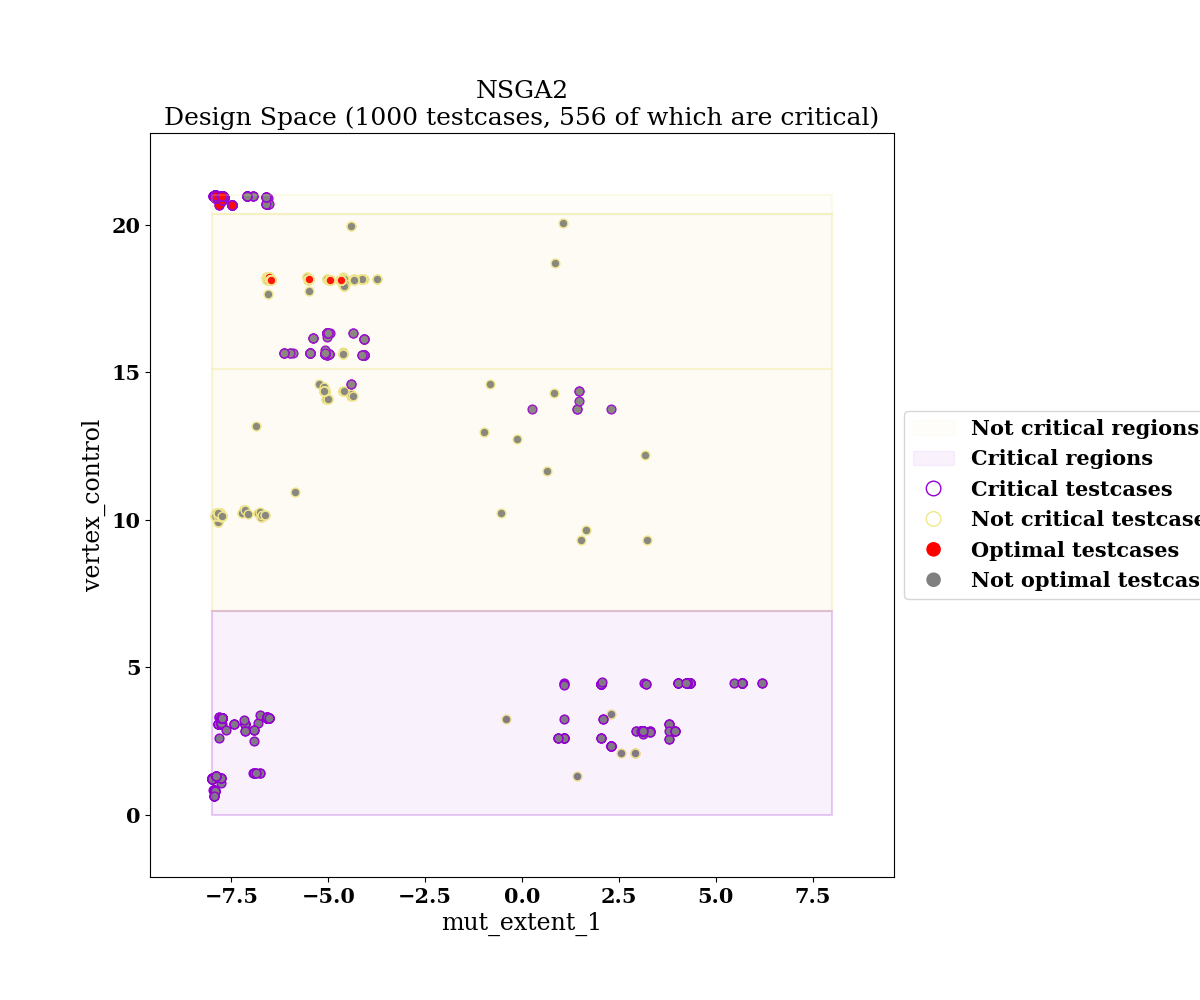 NSGA2
Design Space (1000 testcases, 556 of which are critical)
20
15
10
5
0
vertex_control
−7.5 −5.0 −2.5 0.0 2.5 5.0 7.5
mut_extent_1
Not critical regions
Critical regions
Critical testcases
Not critical testcase
Optimal testcases
Not optimal testcas